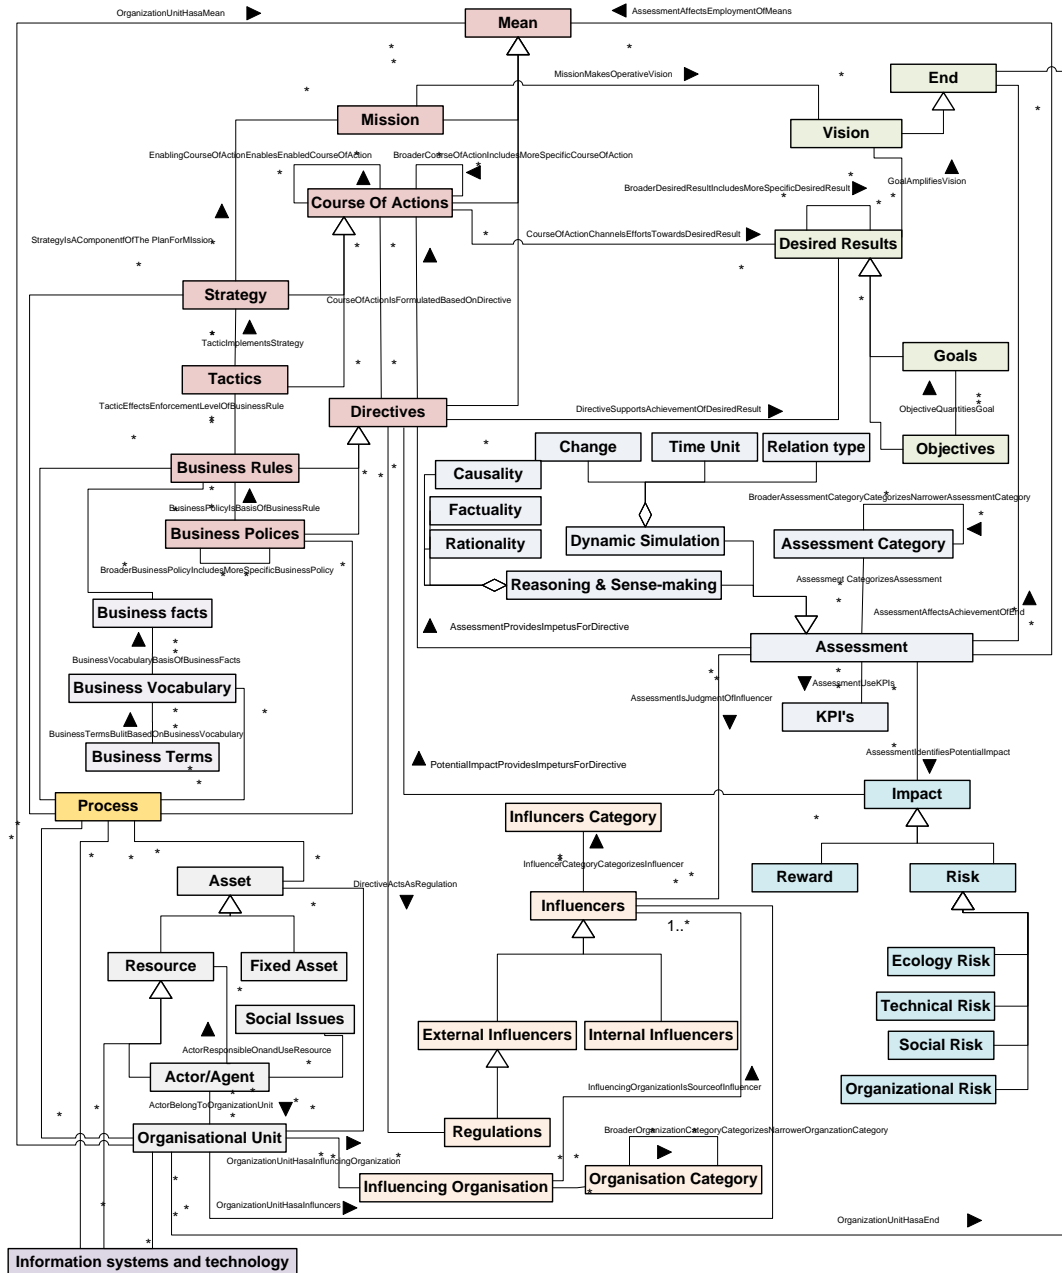 OrganizationUnitHasaMean
Mean
AssessmentAffectsEmploymentOfMeans
MissionMakesOperativeVision
End
Mission
Vision
EnablingCourseOfActionEnablesEnabledCourseOfAction
BroaderCourseOfActionIncludesMoreSpecificCourseOfAction
BroaderDesiredResultIncludesMoreSpecificDesiredResult
GoalAmplifiesVision
Course Of Actions
StrategyIsAComponentOfThe PlanForMIssion
CourseOfActionChannelsEffortsTowardsDesiredResult
Desired Results
Strategy
CourseOfActionIsFormulatedBasedOnDirective
TacticImplementsStrategy
Goals
Tactics
TacticEffectsEnforcementLevelOfBusinessRule
Directives
DirectiveSupportsAchievementOfDesiredResult
ObjectiveQuantitiesGoal
Change
Time Unit
Relation type
Objectives
Business Rules
Causality
BroaderAssessmentCategoryCategorizesNarrowerAssessmentCategory
BusinessPolicyIsBasisOfBusinessRule
Factuality
Business Polices
Rationality
Dynamic Simulation
Assessment Category
BroaderBusinessPolicyIncludesMoreSpecificBusinessPolicy
Reasoning & Sense-making
Assessment CategorizesAssessment
Business facts
AssessmentAffectsAchievementOfEnd
AssessmentProvidesImpetusForDirective
Assessment
BusinessVocabularyBasisOfBusinessFacts
Business Vocabulary
AssessmentUseKPIs
AssessmentIsJudgmentOfInfluencer
KPI's
BusinessTermsBulitBasedOnBusinessVocabulary
Business Terms
AssessmentIdentifiesPotentialImpact
PotentialImpactProvidesImpetursForDirective
Process
Impact
Influncers Category
InfluencerCategoryCategorizesInfluencer
Asset
DirectiveActsAsRegulation
Reward
Risk
Influencers
1..*
Resource
Fixed Asset
Ecology Risk
Social Issues
Technical Risk
External Influencers
Internal Influencers
Social Risk
ActorResponsibleOnandUseResource
Actor/Agent
InfluencingOrganizationIsSourceofInfluencer
Organizational Risk
ActorBelongToOrganizationUnit
Organisational Unit
Regulations
BroaderOrganizationCategoryCategorizesNarrowerOrganzationCategory
OrganizationUnitHasaInfluncingOrganization
Influencing Organisation
Organisation Category
OrganizationUnitHasaInfluncers
OrganizationUnitHasaEnd
Information systems and technology